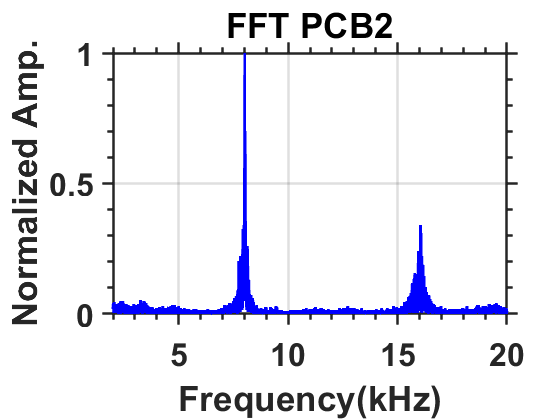 FFT PCB2
Normalized Amp.
1
0.5
0
5 10 15 20
Frequency(kHz)